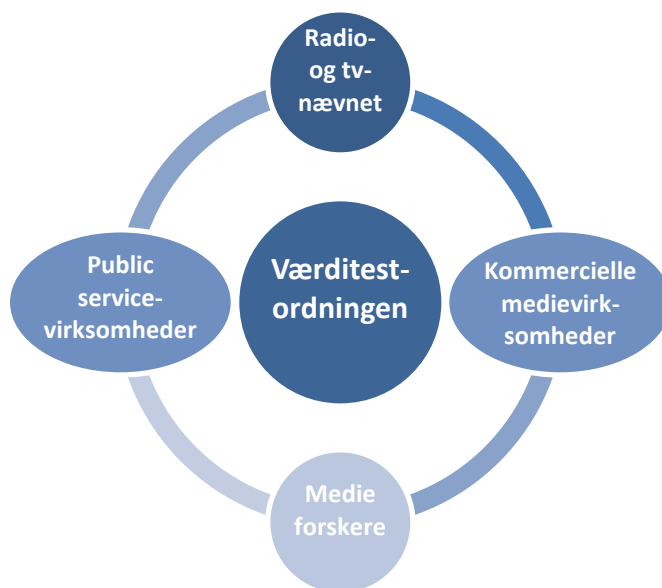 Radio-
og tv-
nævnet
Public
service-
virksomheder
Værditest-
ordningen
Kommercielle
medievirk-
somheder
Medie
forskere